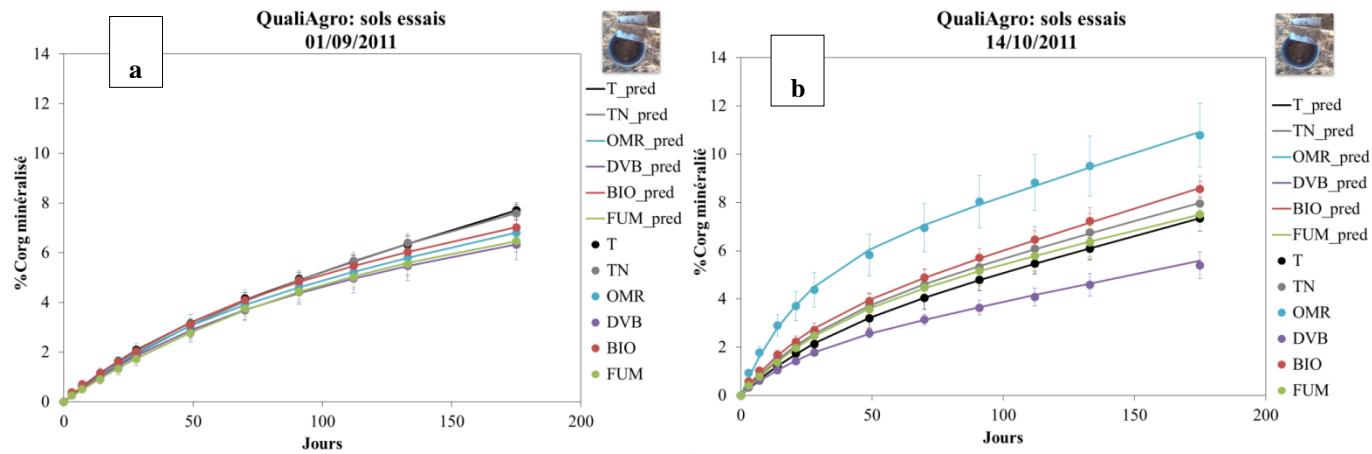 QualiAgro: sols essais
01/09/2011
a
%Corg minéralisé
14
12
10
8
6
4
2
0
0
50
100
150
200
Jours
T_pred
TN_pred
OMR_pred
DVB_pred
BIO_pred
FUM_pred
T
TN
OMR
DVB
BIO
FUM
QualiAgro: sols essais
14/10/2011
b
%Corg minéralié
14
12
10
8
6
4
2
0
0
50
100
150
200
Jours
T_pred
TN_pred
OMR_pred
DVB_pred
BIO_pred
FUM_pred
T
TN
OMR
DVB
BIO
FUM